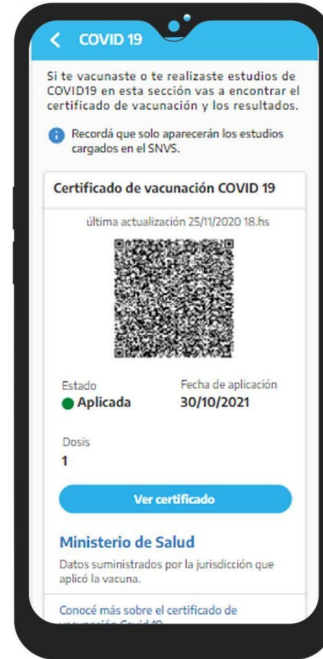 COVID 19
Si te vacunaste o te realizaste estudios de
COVID19 en esta sección vas a encontrar el
certificado de vacunación y los resultados.
Recordá que solo aparecerán los estudios
cargados en el SNVS.
Certificado de vacunación COVID 19
última actualización 25/11/2020 18.hs
Estado
Fecha de aplicación
Aplicada
30/10/2021
Dosis
1
Ver certificado
Ministerio de Salud
Datos suministrados por la jurisdicción que
aplicó la vacuna.
Conocé más sobre el certificado de
vacunación Covid 19